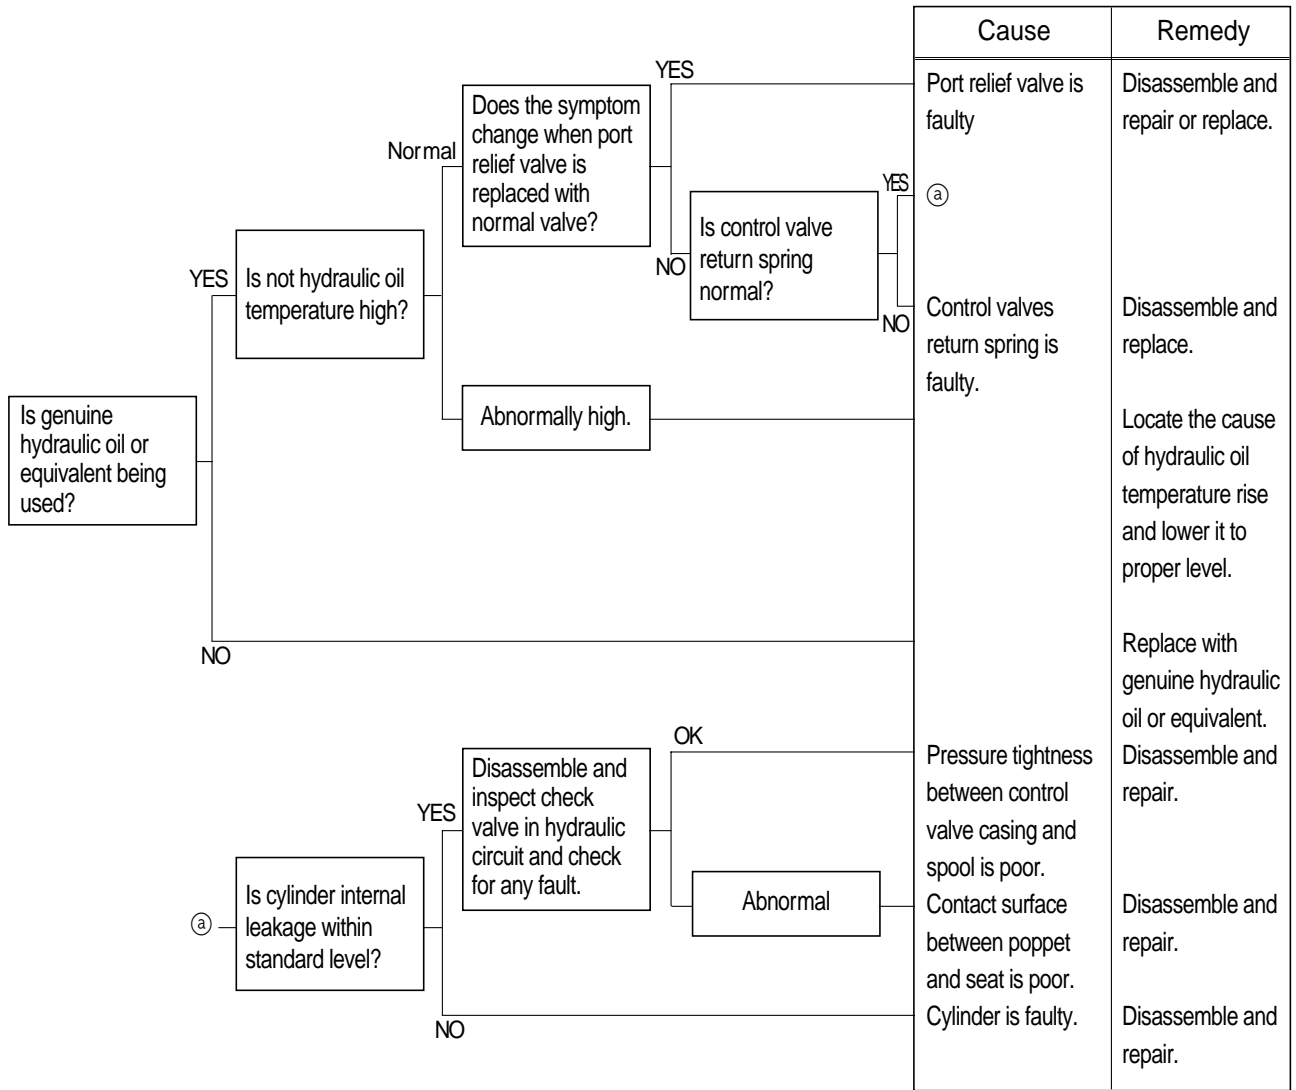 Cause
Remedy
YES
Port relief valve is
faulty
Disassemble and
repair or replace.
Does the symptom
change when port
relief valve is
replaced with
normal valve?
Normal
YES
ⓐ
Is control valve
return spring
normal?
NO
YES
Is not hydraulic oil
temperature high?
NO
Control valves
return spring is
faulty.
Disassemble and
replace.
Abnormally high.
Locate the cause
of hydraulic oil
temperature rise
and lower it to
proper level.
Is genuine
hydraulic oil or
equivalent being
used?
NO
Replace with
genuine hydraulic
oil or equivalent.
OK
Pressure tightness
between control
valve casing and
spool is poor.
Disassemble and
repair.
Disassemble and
inspect check
valve in hydraulic
circuit and check
for any fault.
YES
ⓐ
Is cylinder internal
leakage within
standard level?
Abnormal
Contact surface
between poppet
and seat is poor.
Disassemble and
repair.
NO
Cylinder is faulty.
Disassemble and
repair.